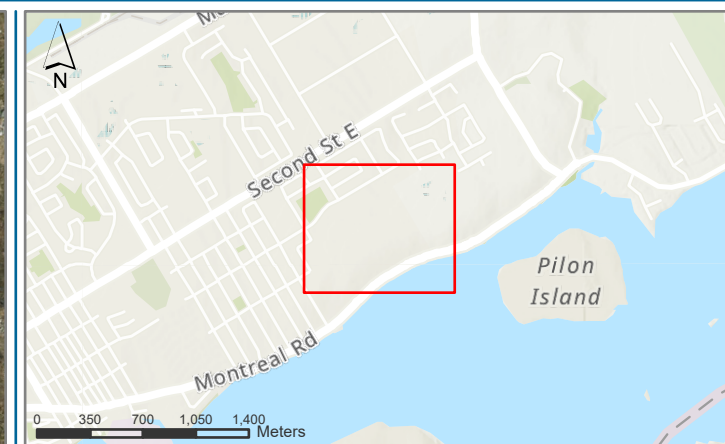 N
Second St E
Pilon
Island
Montreal Rd
0 350 700 1,050 1,400
Meters